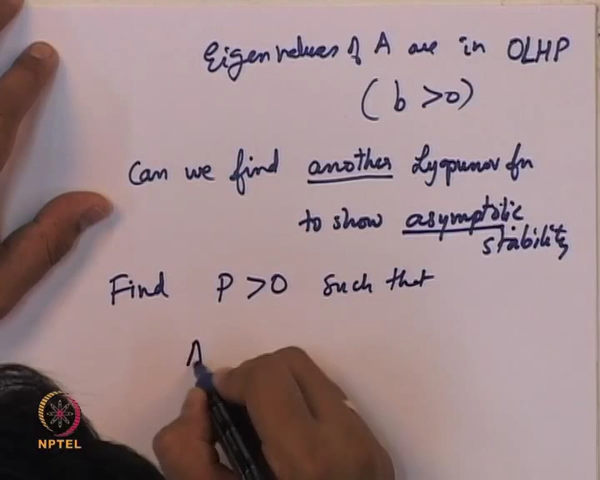 Eigenvalues of A are in OLHP
(b >0)
Can we find another Lyapunov fn
to show asymptotic
stability
Find P>0 such that
A
NPTEL